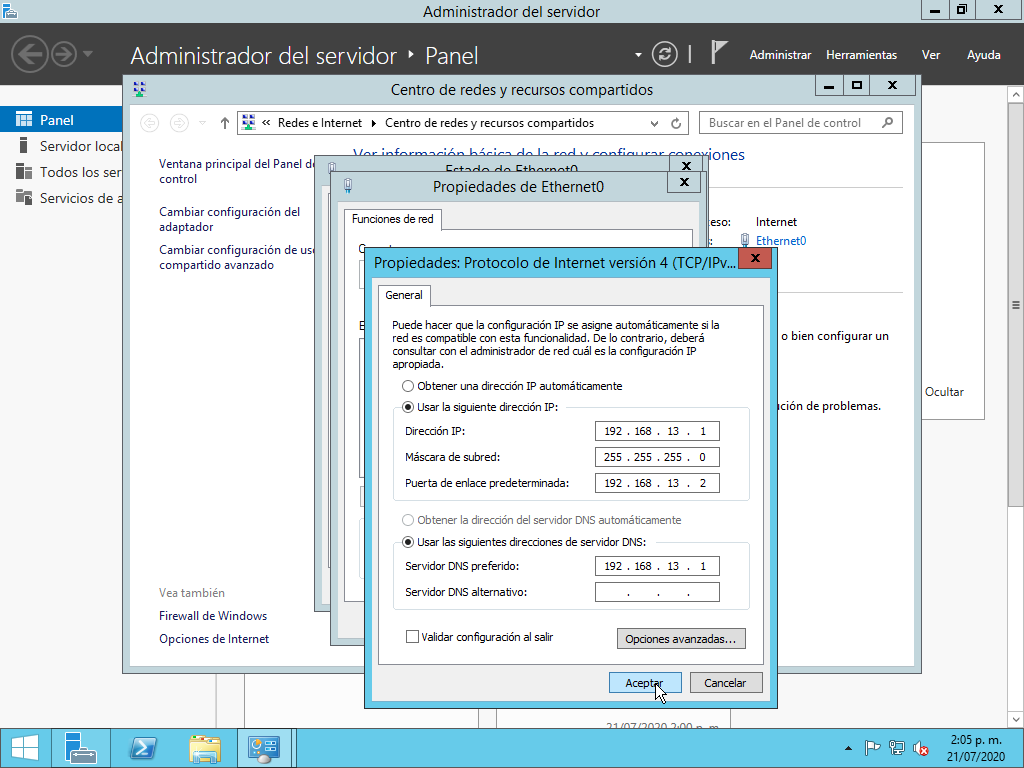 Administrador del servidor
Administrador del servidor ‣ Panel
Administrar
Herramientas
Ver
Ayuda
Panel
Servidor local
Todos los ser
Servicios de a
Centro de redes y recursos compartidos
« Redes e Internet ‣ Centro de redes y recursos compartidos
Buscar en el Panel de control
Ventana principal del Panel de
control
Cambiar configuración del
adaptador
Cambiar configuración de uso
compartido avanzado
Vea también
Firewall de Windows
Opciones de Internet
Ver información básica de la red y configurar conexiones
eso:
Internet
Ethernet0
o bien configurar un
ución de problemas.
Ocultar
Estado de Ethernet0
Propiedades de Ethernet0
Funciones de red
Propiedades: Protocolo de Internet versión 4 (TCP/IPv...
General
Puede hacer que la configuración IP se asigne automáticamente si la
red es compatible con esta funcionalidad. De lo contrario, deberá
consultar con el administrador de red cuál es la configuración IP
apropiada.
Obtener una dirección IP automáticamente
Usar la siguiente dirección IP:
Dirección IP: 192 . 168 . 13 . 1
Máscara de subred: 255 . 255 . 255 . 0
Puerta de enlace predeterminada: 192 . 168 . 13 . 2
Obtener la dirección del servidor DNS automáticamente
Usar las siguientes direcciones de servidor DNS:
Servidor DNS preferido: 192 . 168 . 13 . 1
Servidor DNS alternativo: . . .
Validar configuración al salir
Opciones avanzadas...
Aceptar
Cancelar
21/07/2020 2:00 p. m.
2:05 p. m.
21/07/2020